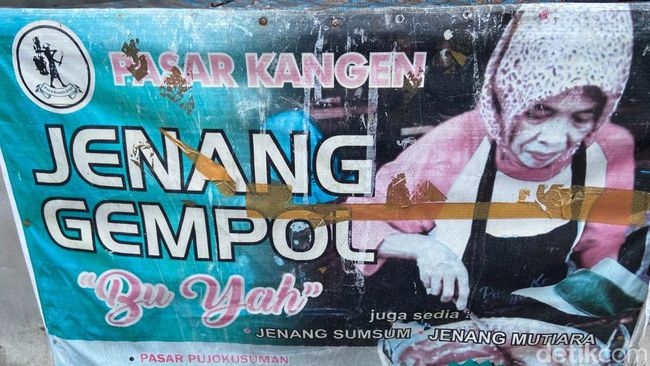 PASAR KANGEN
JENANG
GEMPOL
"Bu Yah"
juga sedia :
• JENANG SUMSUM • JENANG MUTIARA
• PASAR PUJOKUSUMAN
detikcom